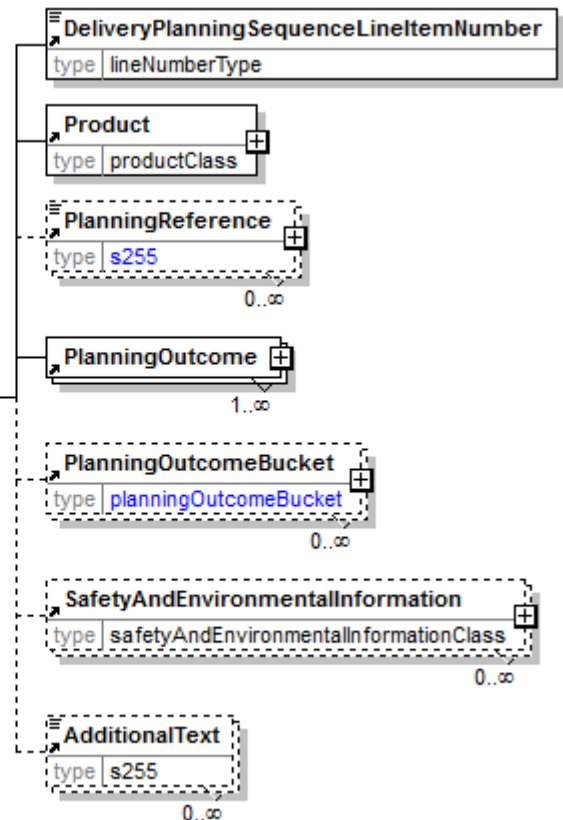 DeliveryPlanningSequenceLineItemNumber
type lineNumberType
Product
type productClass
PlanningReference
type s255
0..∞
PlanningOutcome
1..∞
PlanningOutcomeBucket
type planningOutcomeBucket
0..∞
SafetyAndEnvironmentalInformation
type safetyAndEnvironmentalInformationClass
0..∞
AdditionalText
type s255
0..∞